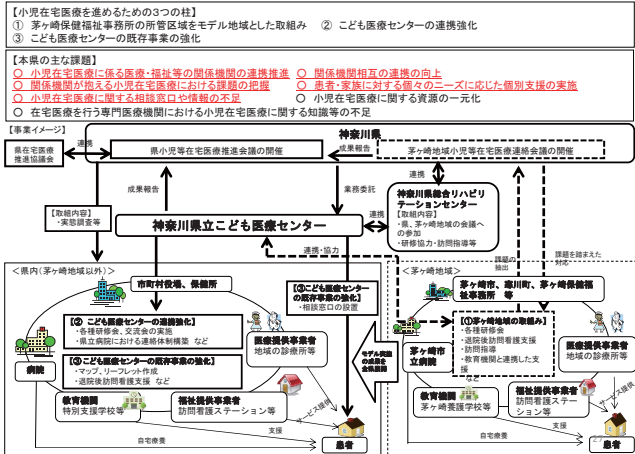 【小児在宅医療を進めるための３つの柱】
① 茅ヶ崎保健福祉事務所の所管区域をモデル地域とした取組み　② こども医療センターの連携強化
③ こども医療センターの既存事業の強化
【本県の主な課題】
○ 小児在宅医療に係る医療・福祉等の関係機関の連携推進　○ 関係機関相互の連携の向上
○ 関係機関が抱える小児在宅医療における課題の把握　○ 患者・家族に対する個々のニーズに応じた個別支援の実施
○ 小児在宅医療に関する相談窓口や情報の不足　○ 小児在宅医療に関する資源の一元化
○ 在宅医療を行う専門医療機関における小児在宅医療に関する知識等の不足
【事業イメージ】
神奈川県
県在宅医療
推進協議会
連携
県小児等在宅医療推進会議の開催
成果報告
茅ヶ崎地域小児等在宅医療連絡会議の開催
成果報告
業務委託
連携
【取組内容】
・実態調査等
神奈川県立こども医療センター
連携
神奈川県総合リハビリ
テーションセンター
【取組内容】
・県、茅ヶ崎地域の会議へ
の参加
・研修協力・訪問指導等
連携・協力
課題の
抽出
課題を踏まえた
対応
＜県内（茅ヶ崎地域以外）＞
市町村役場、保健所
【② こども医療センターの連携強化】
・各種研修会、交流会の実施
・県立病院における連絡体制構築　など
【③こども医療センターの既存事業の強化】
・マップ、リーフレット作成
・退院後訪問看護支援　など
病院
医療提供事業者
地域の診療所等
教育機関
特別支援学校等
福祉提供事業者
訪問看護ステーション等
サービス提供
支援
自宅療養
患者
【③こども医療センター
の既存事業の強化】
・相談窓口の設置
モデル実施
の成果を
全県展開
＜茅ヶ崎地域＞
茅ヶ崎市、寒川町、茅ヶ崎保健福
祉事務所　等
【①茅ヶ崎地域の取組み】
・各種研修会
・退院後訪問看護支援
・訪問指導
・教育機関と連携した支
援
など
茅ヶ崎市
立病院
医療提供事業者
地域の診療所等
教育機関
茅ヶ崎養護学校等
福祉提供事業者
訪問看護ステー
ション等
サービス提供
支援
自宅療養
患者